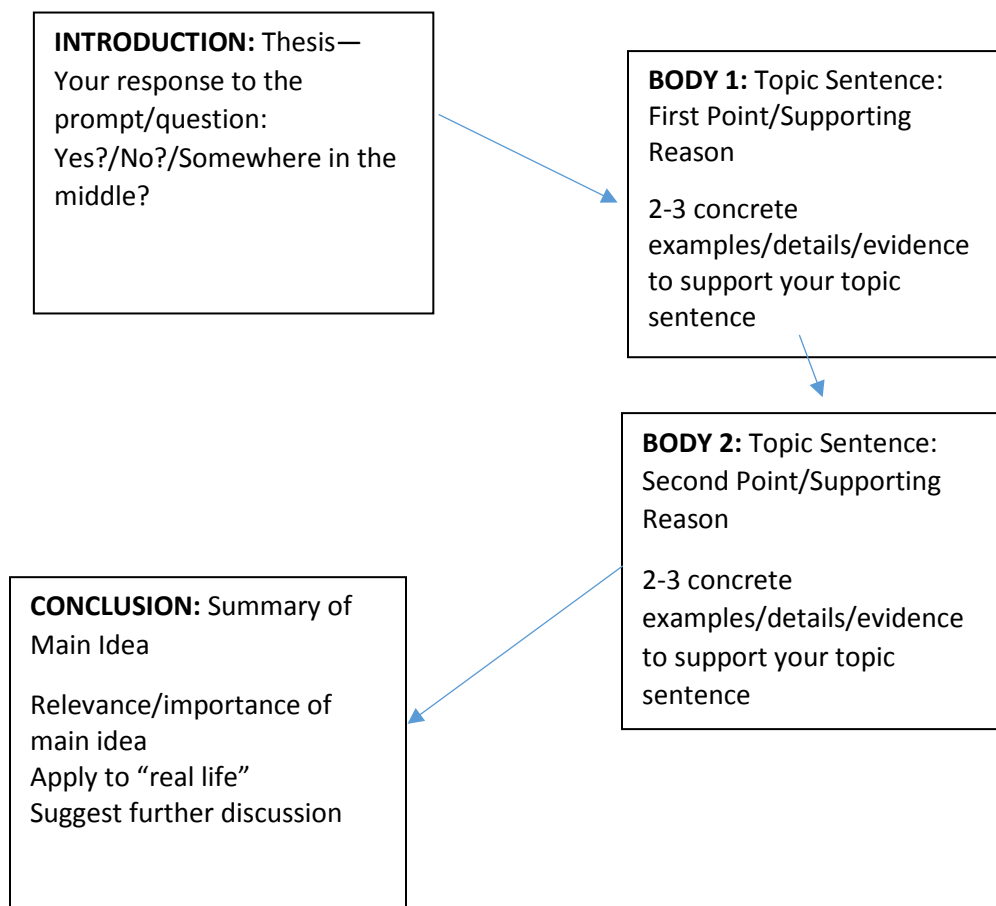 INTRODUCTION: Thesis—
Your response to the
prompt/question:
Yes?/No?/Somewhere in the
middle?
BODY 1: Topic Sentence:
First Point/Supporting
Reason
2-3 concrete
examples/details/evidence
to support your topic
sentence
BODY 2: Topic Sentence:
Second Point/Supporting
Reason
2-3 concrete
examples/details/evidence
to support your topic
sentence
CONCLUSION: Summary of
Main Idea
Relevance/importance of
main idea
Apply to “real life”
Suggest further discussion